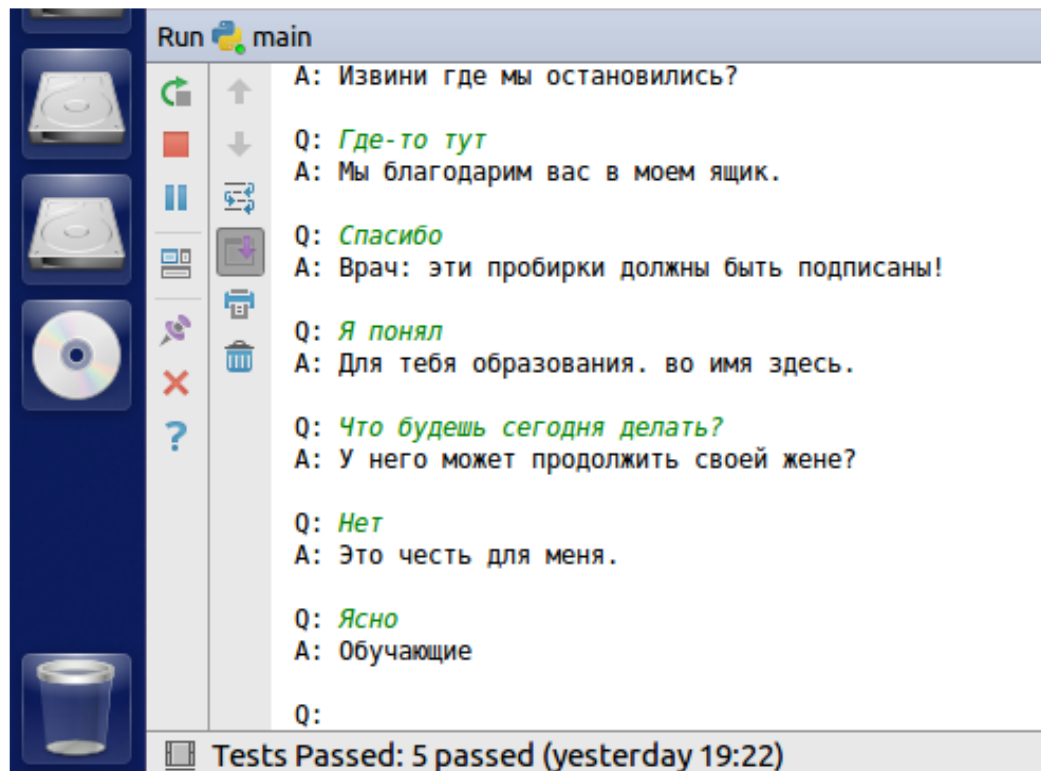 Run main
A: Извини где мы остановились?
Q: Где-то тут
A: Мы благодарим вас в моем ящик.
Q: Спасибо
A: Врач: эти пробирки должны быть подписаны!
Q: Я понял
A: Для тебя образования. во имя здесь.
Q: Что будешь сегодня делать?
A: У него может продолжить своей жене?
Q: Нет
A: Это честь для меня.
Q: Ясно
A: Обучающие
Q:
Tests Passed: 5 passed (yesterday 19:22)